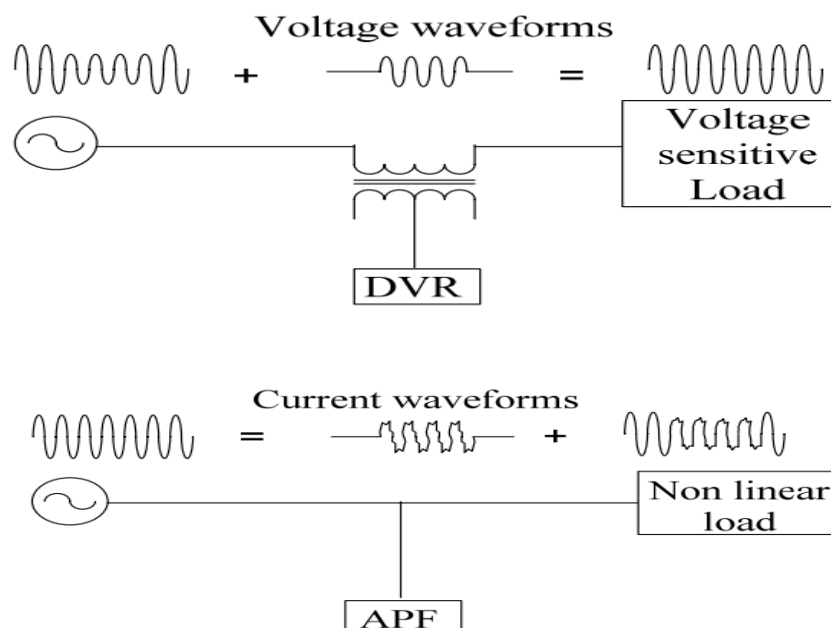 Voltage waveforms
+
=
Voltage
sensitive
Load
DVR
Current waveforms
=
+
Non linear
load
APF